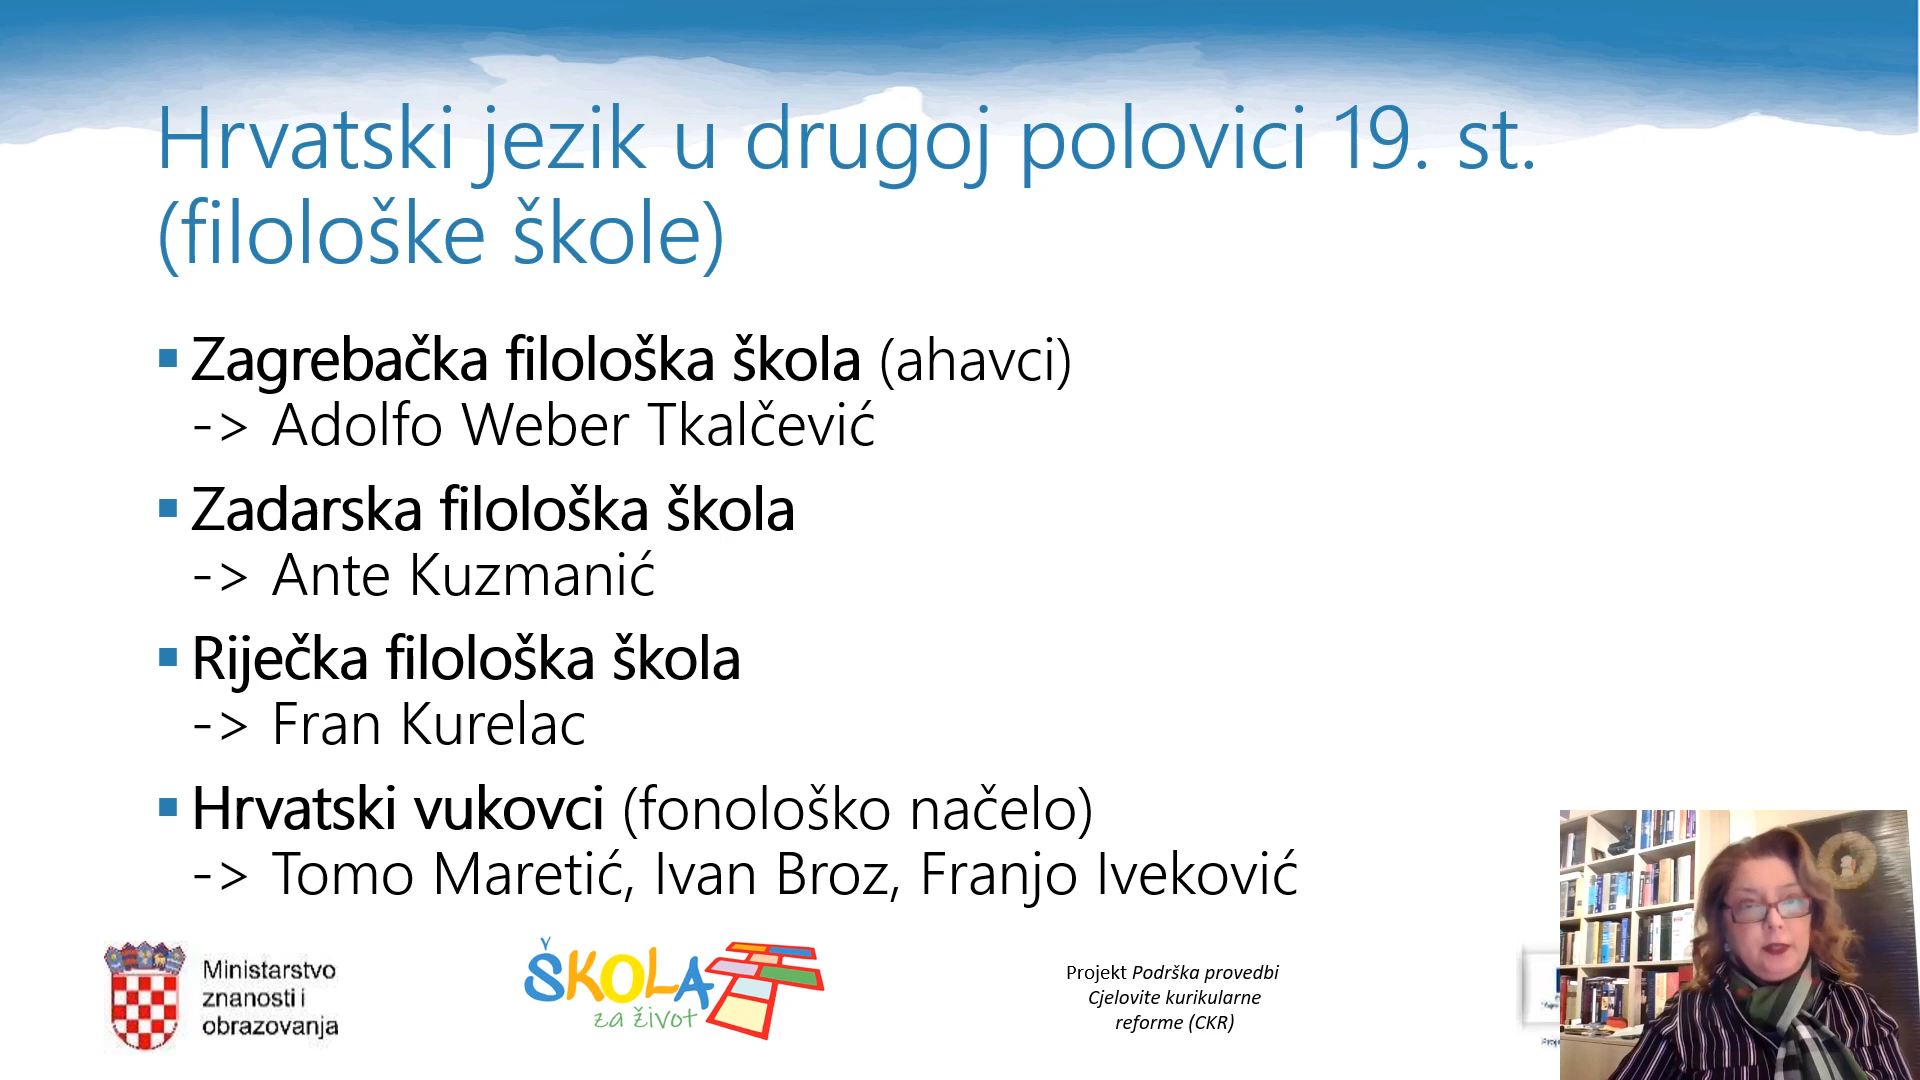 Hrvatski jezik u drugoj polovici 19. st.
(filološke škole)
Zagrebačka filološka škola (ahavci)
-> Adolfo Weber Tkalčević
Zadarska filološka škola
-> Ante Kuzmanić
Riječka filološka škola
-> Fran Kurelac
Hrvatski vukovci (fonološko načelo)
-> Tomo Maretić, Ivan Broz, Franjo Iveković
Ministarstvo
znanosti i
obrazovanja
ŠKOLA
za život
Projekt Podrška provedbi
Cjelovite kurikularne
reforme (CKR)